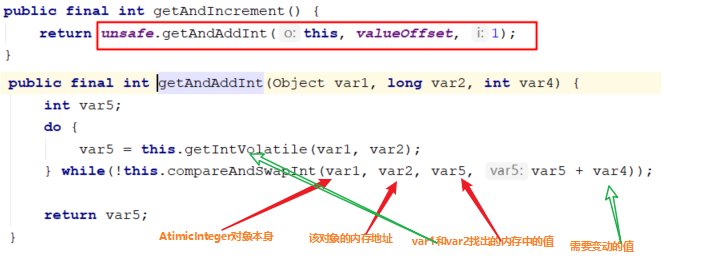 public final int getAndIncrement() {
return unsafe.getAndAddInt( o: this, valueOffset, i: 1);
}
public final int getAndAddInt(Object var1, long var2, int var4) {
int var5;
do {
var5 = this.getIntVolatile(var1, var2);
} while(!this.compareAndSwapInt(var1, var2, var5, var5: var5 + var4));
return var5;
}
AtimicInteger对象本身 该对象的内存地址 var1和var2找出的内存中的值 需要变动的值